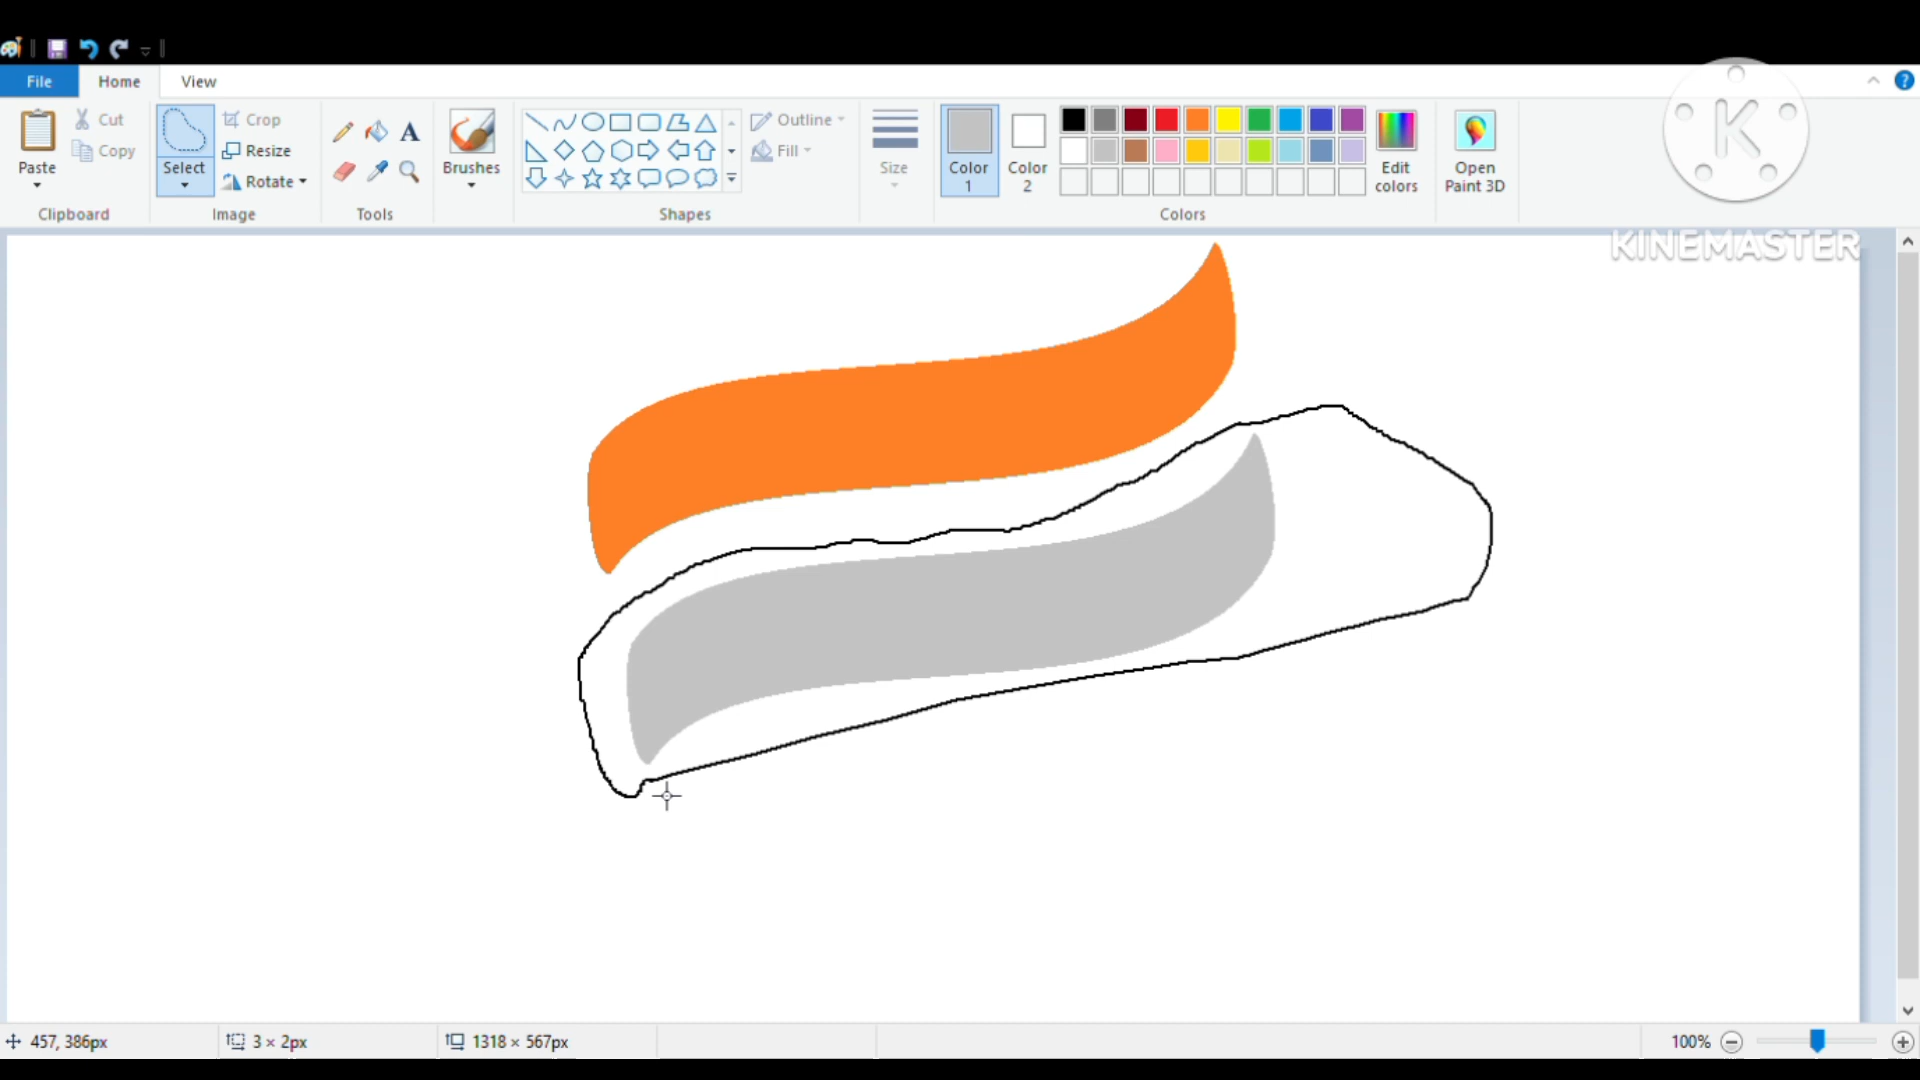 File Home View
Paste
Cut
Copy
Clipboard
Select
Crop
Resize
Rotate
Image
A
Tools
Brushes
Outline
Fill
Shapes
Size
Color 1
Color 2
Edit colors
Colors
Open Paint 3D
?
K
KINEMASTER
457, 386px
3 × 2px
1318 × 567px
100%